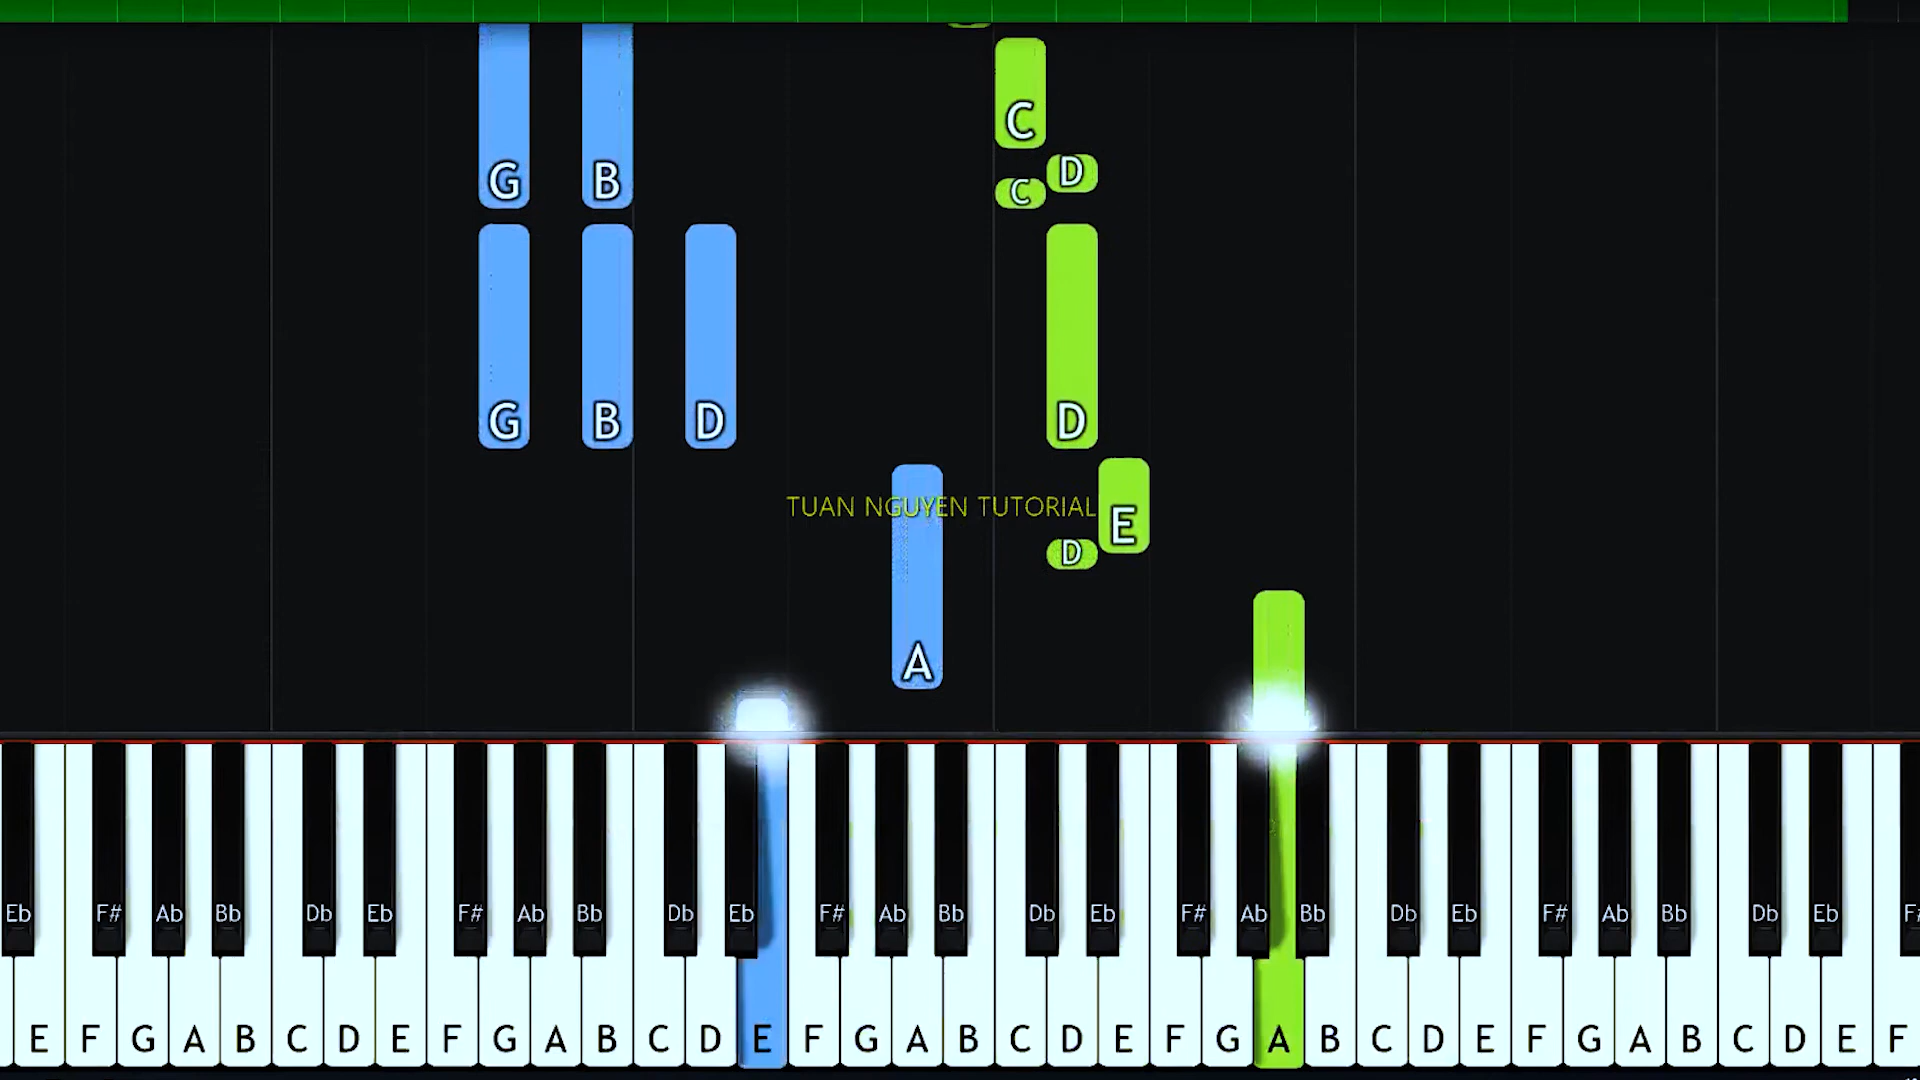 C
G B C D
G B D D
TUAN NGUYEN TUTORIAL E
D
A
Eb F# Ab Bb Db Eb F# Ab Bb Db Eb F# Ab Bb Db Eb F# Ab Bb Db Eb F# Ab Bb Db Eb
E F G A B C D E F G A B C D E F G A B C D E F G A B C D E F G A B C D E F